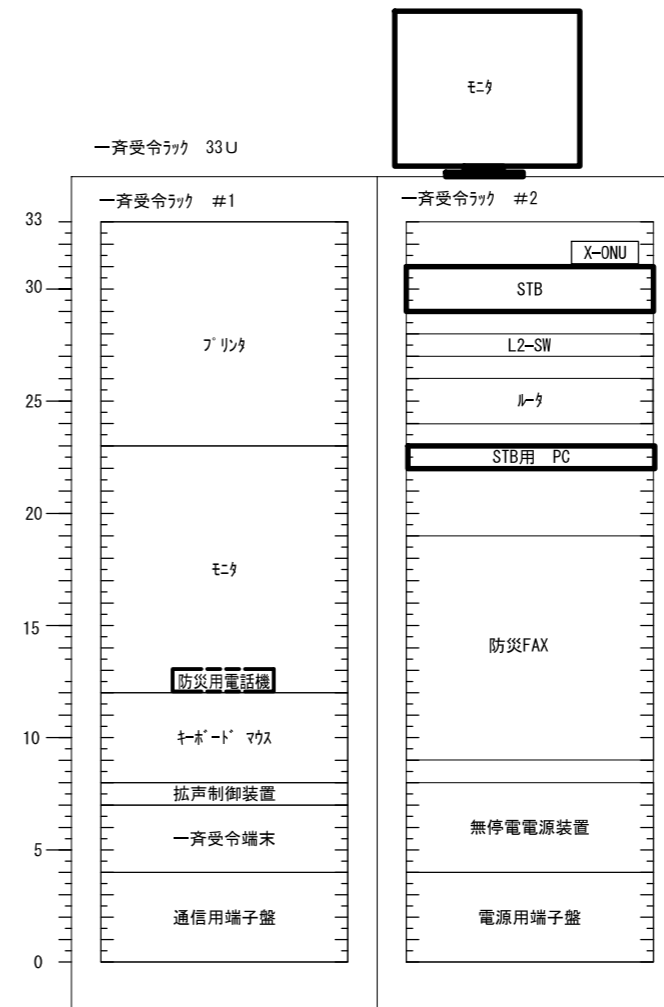 ﾓﾆﾀ
一斉受令ﾗｯｸ 33U
一斉受令ﾗｯｸ #1
33
30
25
20
15
10
5
0
ﾌﾟﾘﾝﾀ
ﾓﾆﾀ
防災用電話機
ｷｰﾎﾞｰﾄﾞ ﾏｳｽ
拡声制御装置
一斉受令端末
通信用端子盤
一斉受令ﾗｯｸ #2
X-ONU
STB
L2-SW
ﾙｰﾀ
STB用 PC
防災FAX
無停電電源装置
電源用端子盤